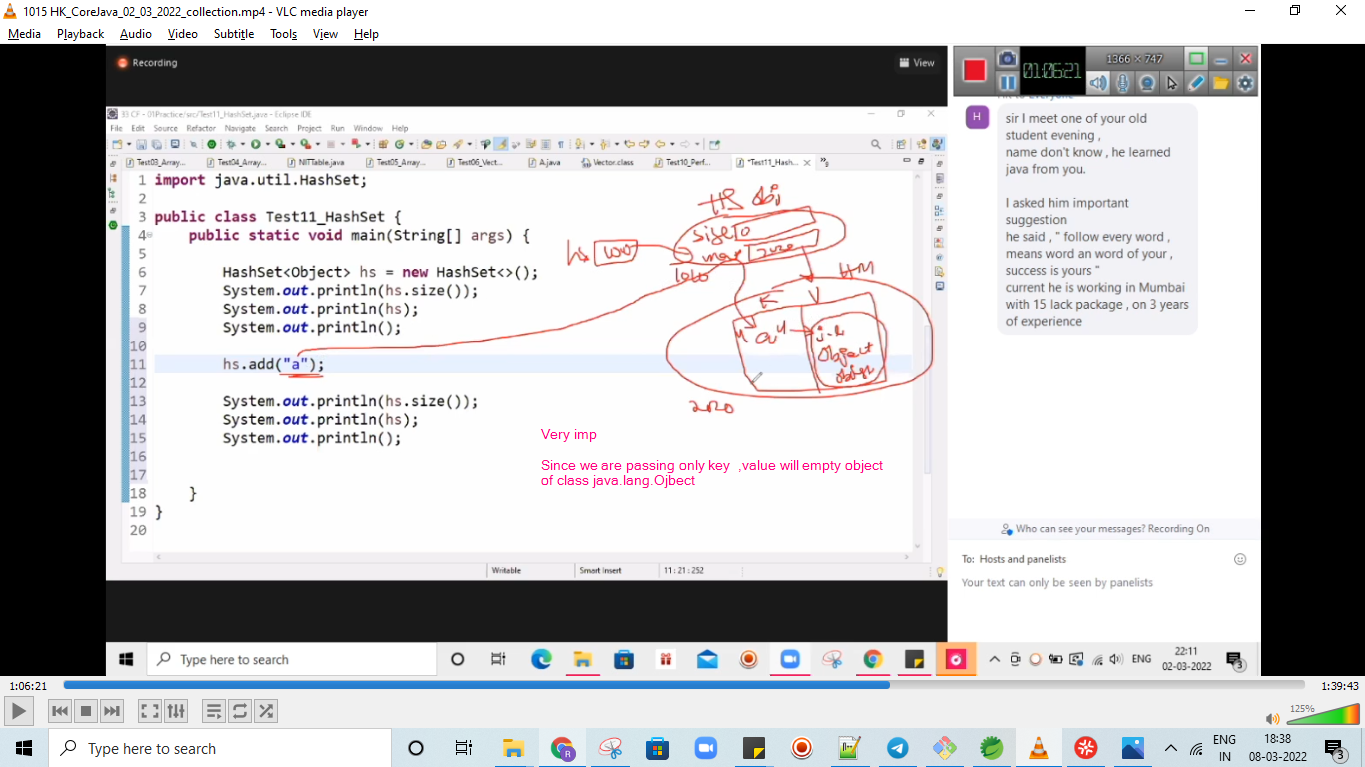 1015 HK_CoreJava_02_03_2022_collection.mp4 - VLC media player
Media Playback Audio Video Subtitle Tools View Help
Recording
View
33 CF - 01Practice/src/Test11_HashSet.java - Eclipse IDE
File Edit Source Refactor Navigate Search Project Run Window Help
Test03_Array... Test04_Array... NITTable.java Test05_Array... Test06_Vect... A.java Vector.class Test10_Perf... *Test11_Hash...
1 import java.util.HashSet;
2
3 public class Test11_HashSet {
4 public static void main(String[] args) {
5
6 HashSet<Object> hs = new HashSet<>();
7 System.out.println(hs.size());
8 System.out.println(hs);
9 System.out.println();
10
11 hs.add("a");
12
13 System.out.println(hs.size());
14 System.out.println(hs);
15 System.out.println();
16
17
18 }
19 }
20
HS obj
size 0
map 2020
hs 1010
1010
HM
"a"
j.l
Object
object
2020
Very imp
Since we are passing only key ,value will empty object
of class java.lang.Ojbect
Writable Smart Insert 11 : 21 : 252
1366 × 747
01:06:21
H
sir I meet one of your old
student evening ,
name don't know , he learned
java from you.
I asked him important
suggestion
he said , " follow every word ,
means word an word of your ,
success is yours "
current he is working in Mumbai
with 15 lack package , on 3 years
of experience
Who can see your messages? Recording On
To: Hosts and panelists
Your text can only be seen by panelists
Type here to search
ENG
22:11
02-03-2022
3
1:06:21
1:39:43
125%
Type here to search
R
ENG
IN
18:38
08-03-2022
3